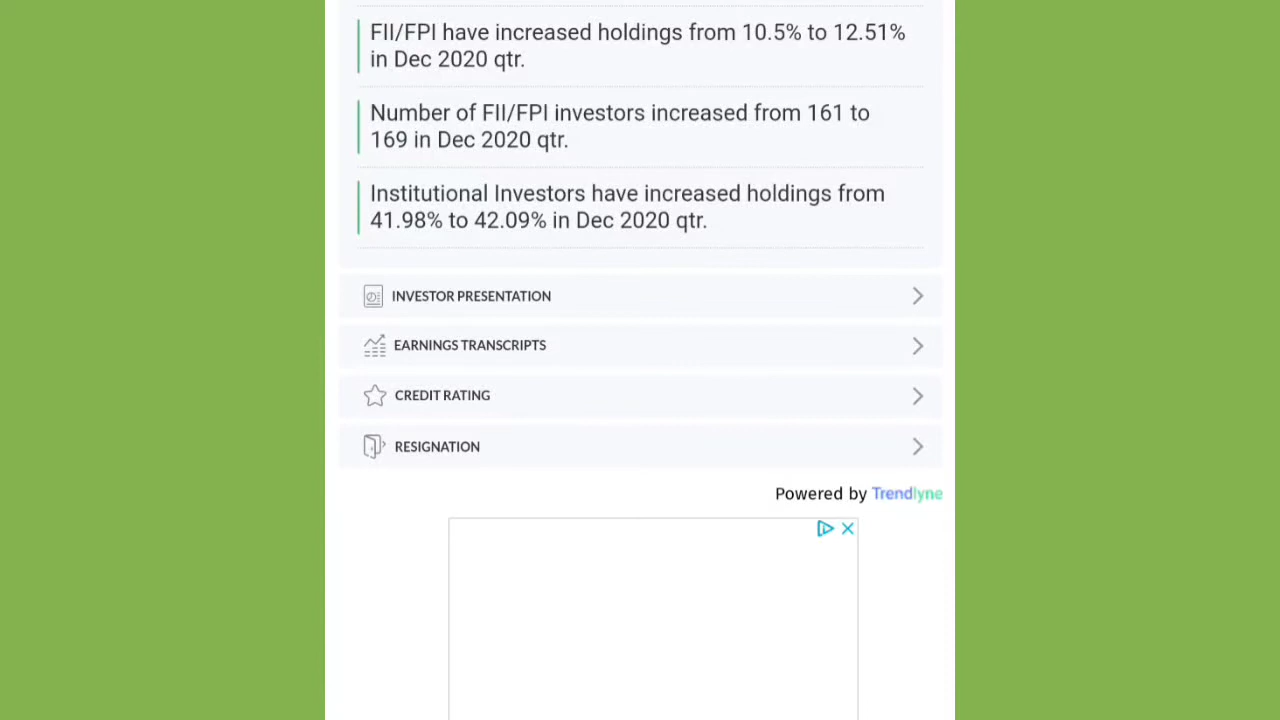 FII/FPI have increased holdings from 10.5% to 12.51%
in Dec 2020 qtr.
Number of FII/FPI investors increased from 161 to
169 in Dec 2020 qtr.
Institutional Investors have increased holdings from
41.98% to 42.09% in Dec 2020 qtr.
INVESTOR PRESENTATION
EARNINGS TRANSCRIPTS
CREDIT RATING
RESIGNATION
Powered by Trendlyne